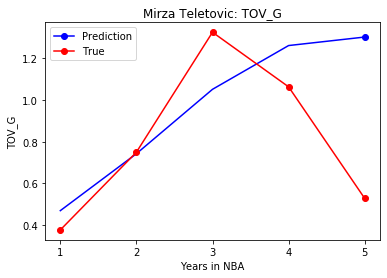 Mirza Teletovic: TOV_G
Prediction
True
TOV_G
1.2
1.0
0.8
0.6
0.4
1 2 3 4 5
Years in NBA